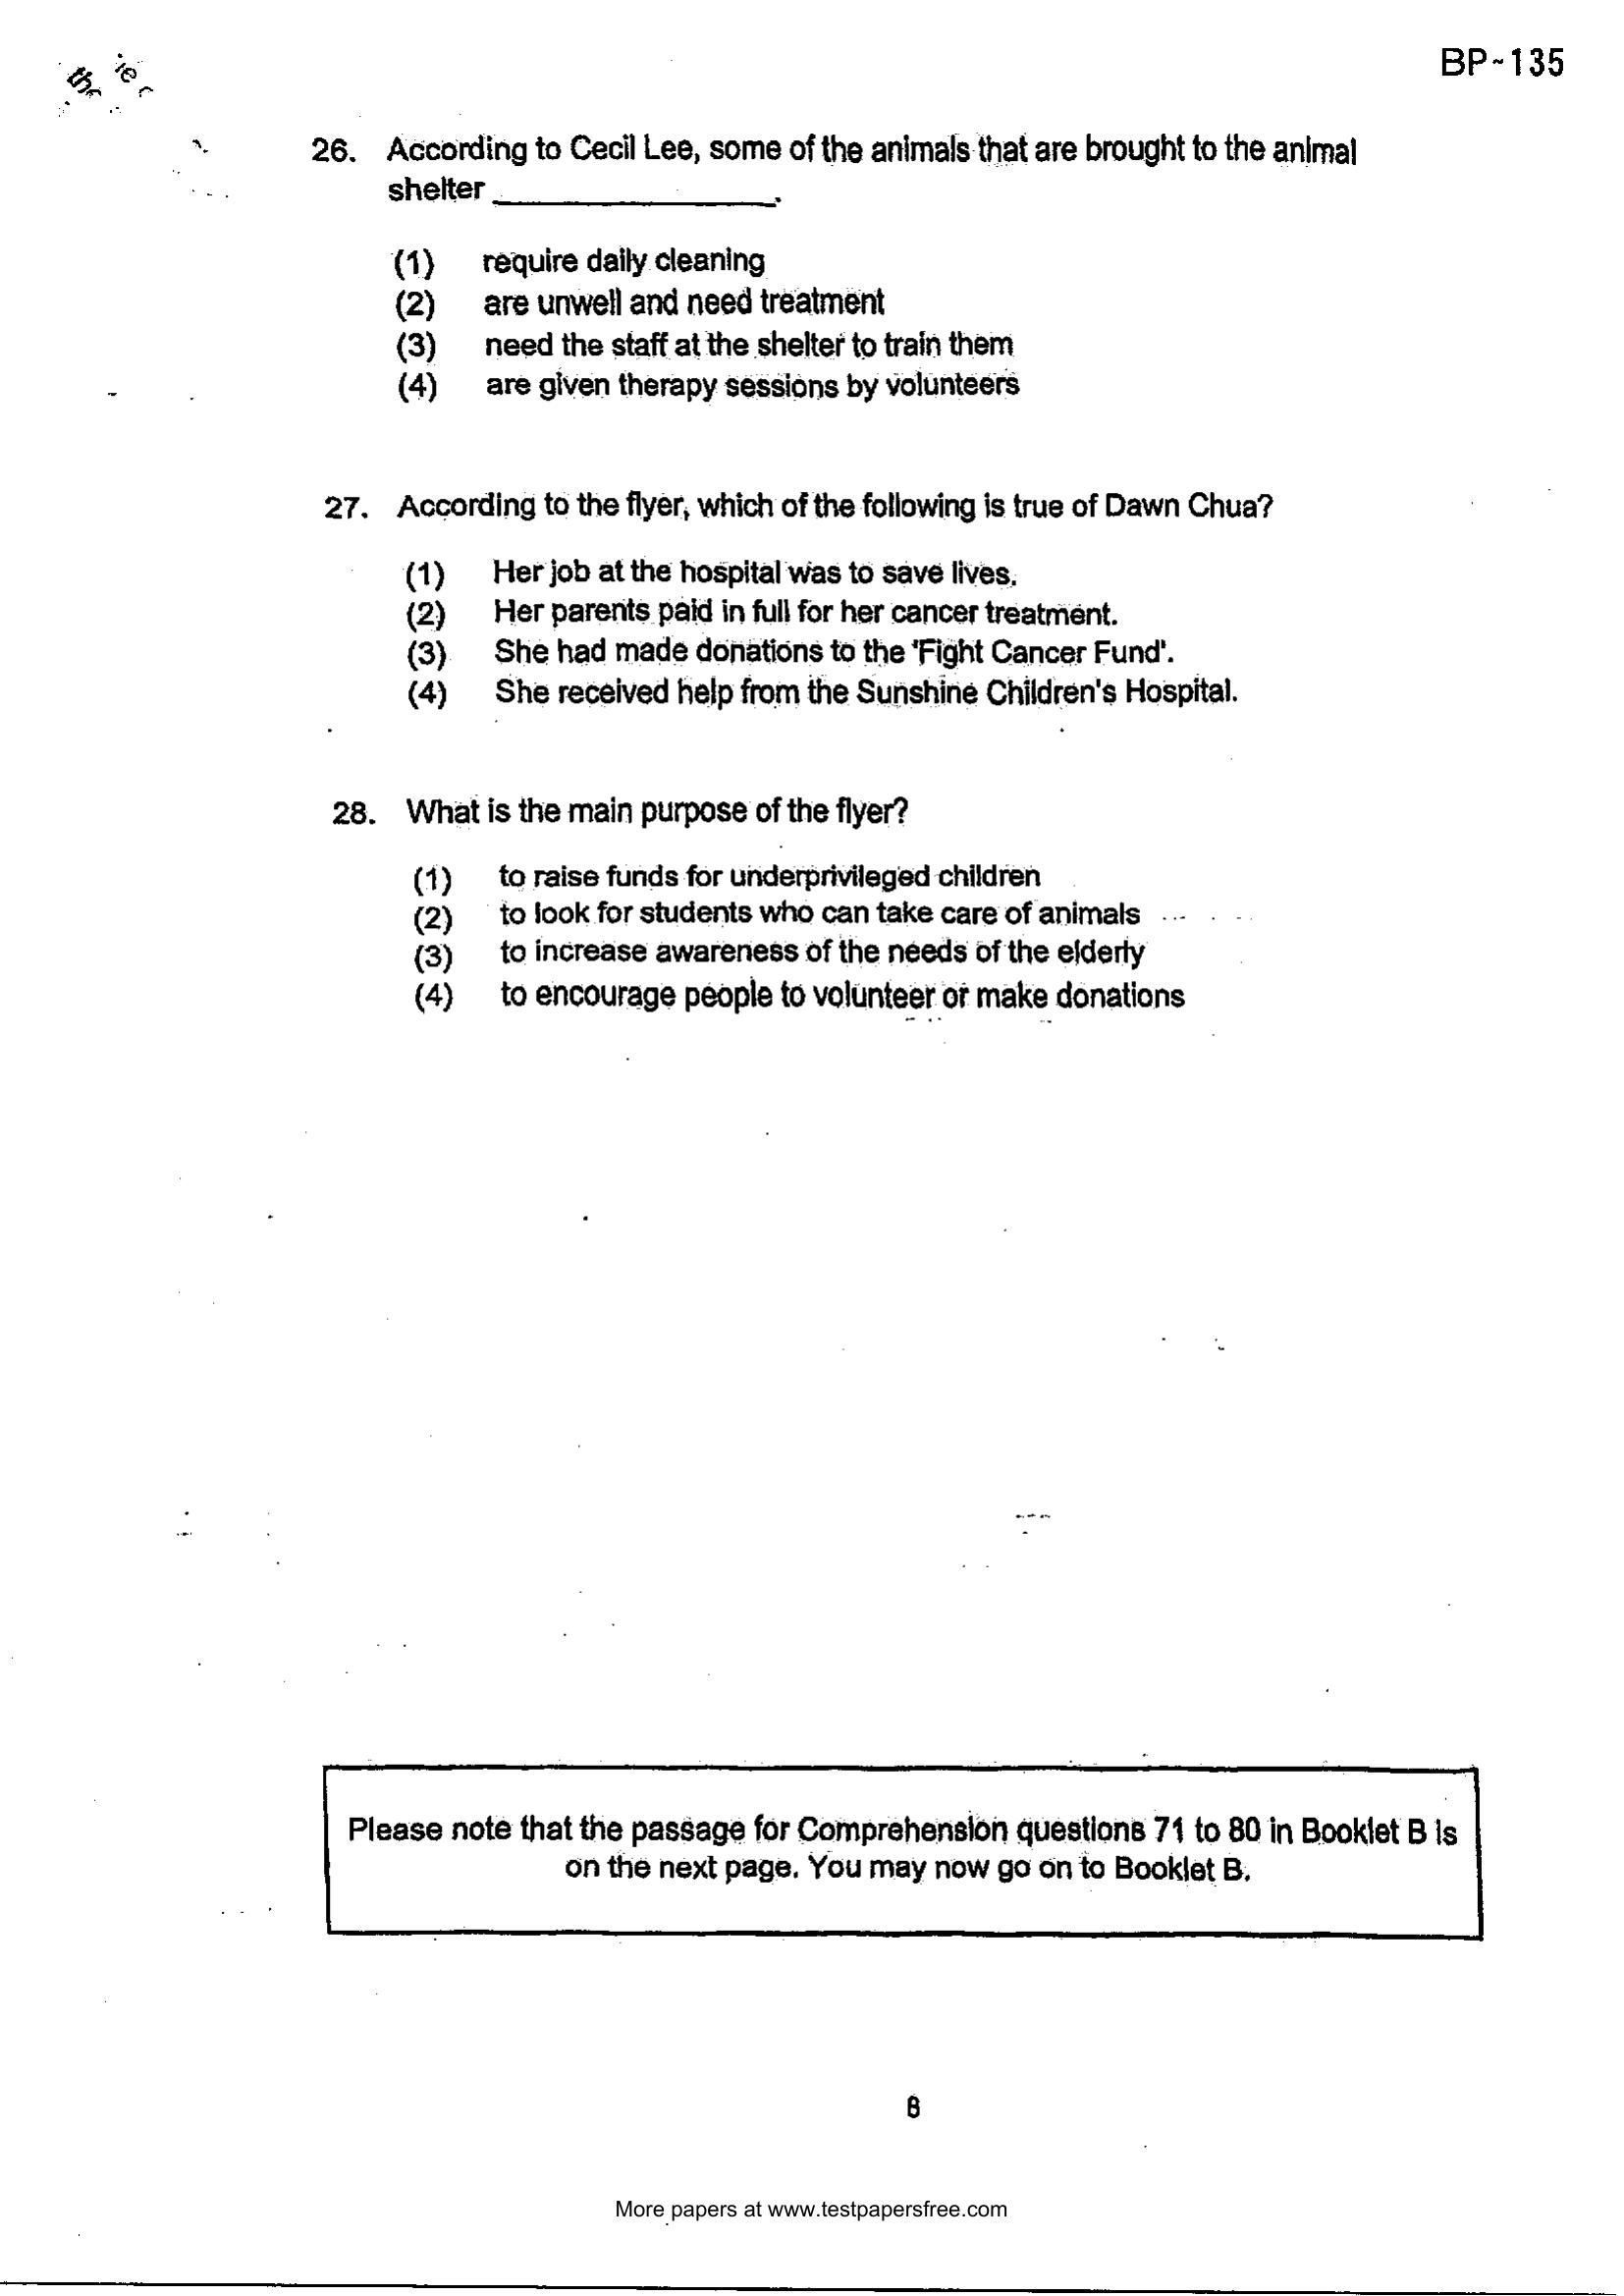 BP~135
26. According to Cecil Lee, some of the animals that are brought to the animal
shelter ________________.
(1) require daily cleaning
(2) are unwell and need treatment
(3) need the staff at the shelter to train them
(4) are given therapy sessions by volunteers
27. According to the flyer, which of the following is true of Dawn Chua?
(1) Her job at the hospital was to save lives.
(2) Her parents paid in full for her cancer treatment.
(3) She had made donations to the 'Fight Cancer Fund'.
(4) She received help from the Sunshine Children's Hospital.
28. What is the main purpose of the flyer?
(1) to raise funds for underprivileged children
(2) to look for students who can take care of animals
(3) to increase awareness of the needs of the elderly
(4) to encourage people to volunteer or make donations
Please note that the passage for Comprehension questions 71 to 80 in Booklet B is
on the next page. You may now go on to Booklet B.
8
More papers at www.testpapersfree.com